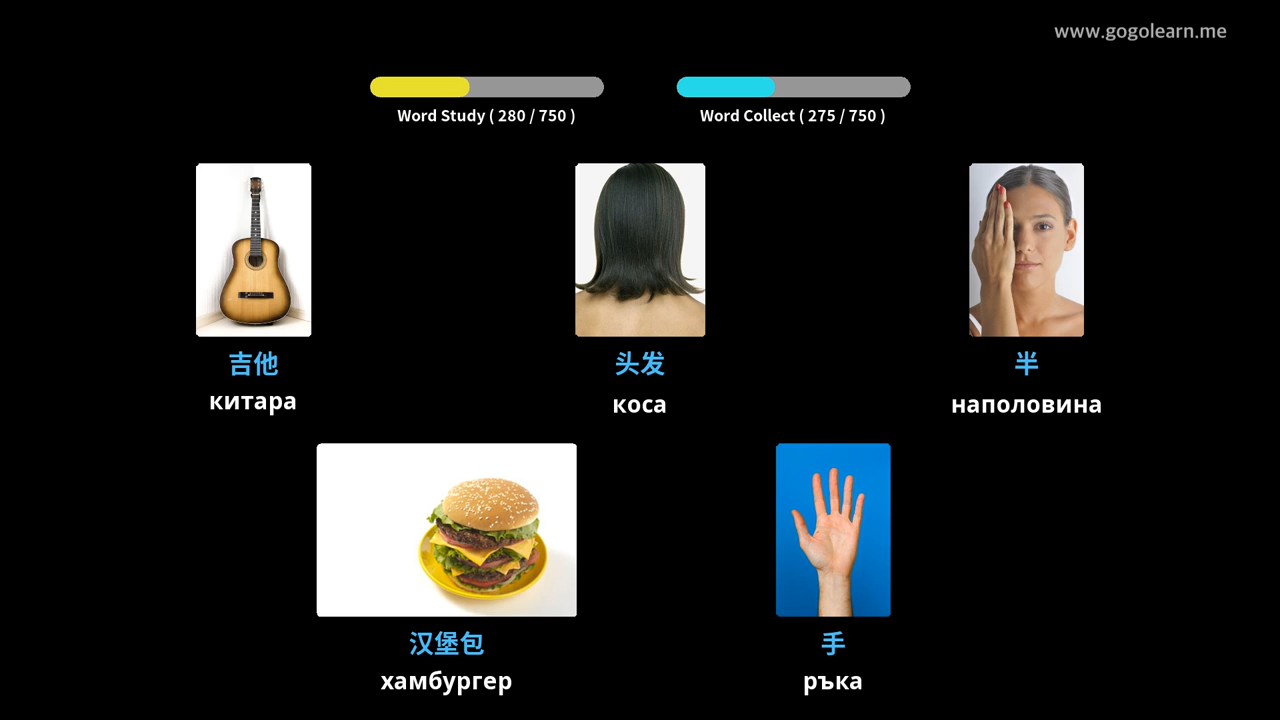 www.gogolearn.me
Word Study ( 280 / 750 )
Word Collect ( 275 / 750 )
吉他
китара
头发
коса
半
наполовина
汉堡包
хамбургер
手
ръка